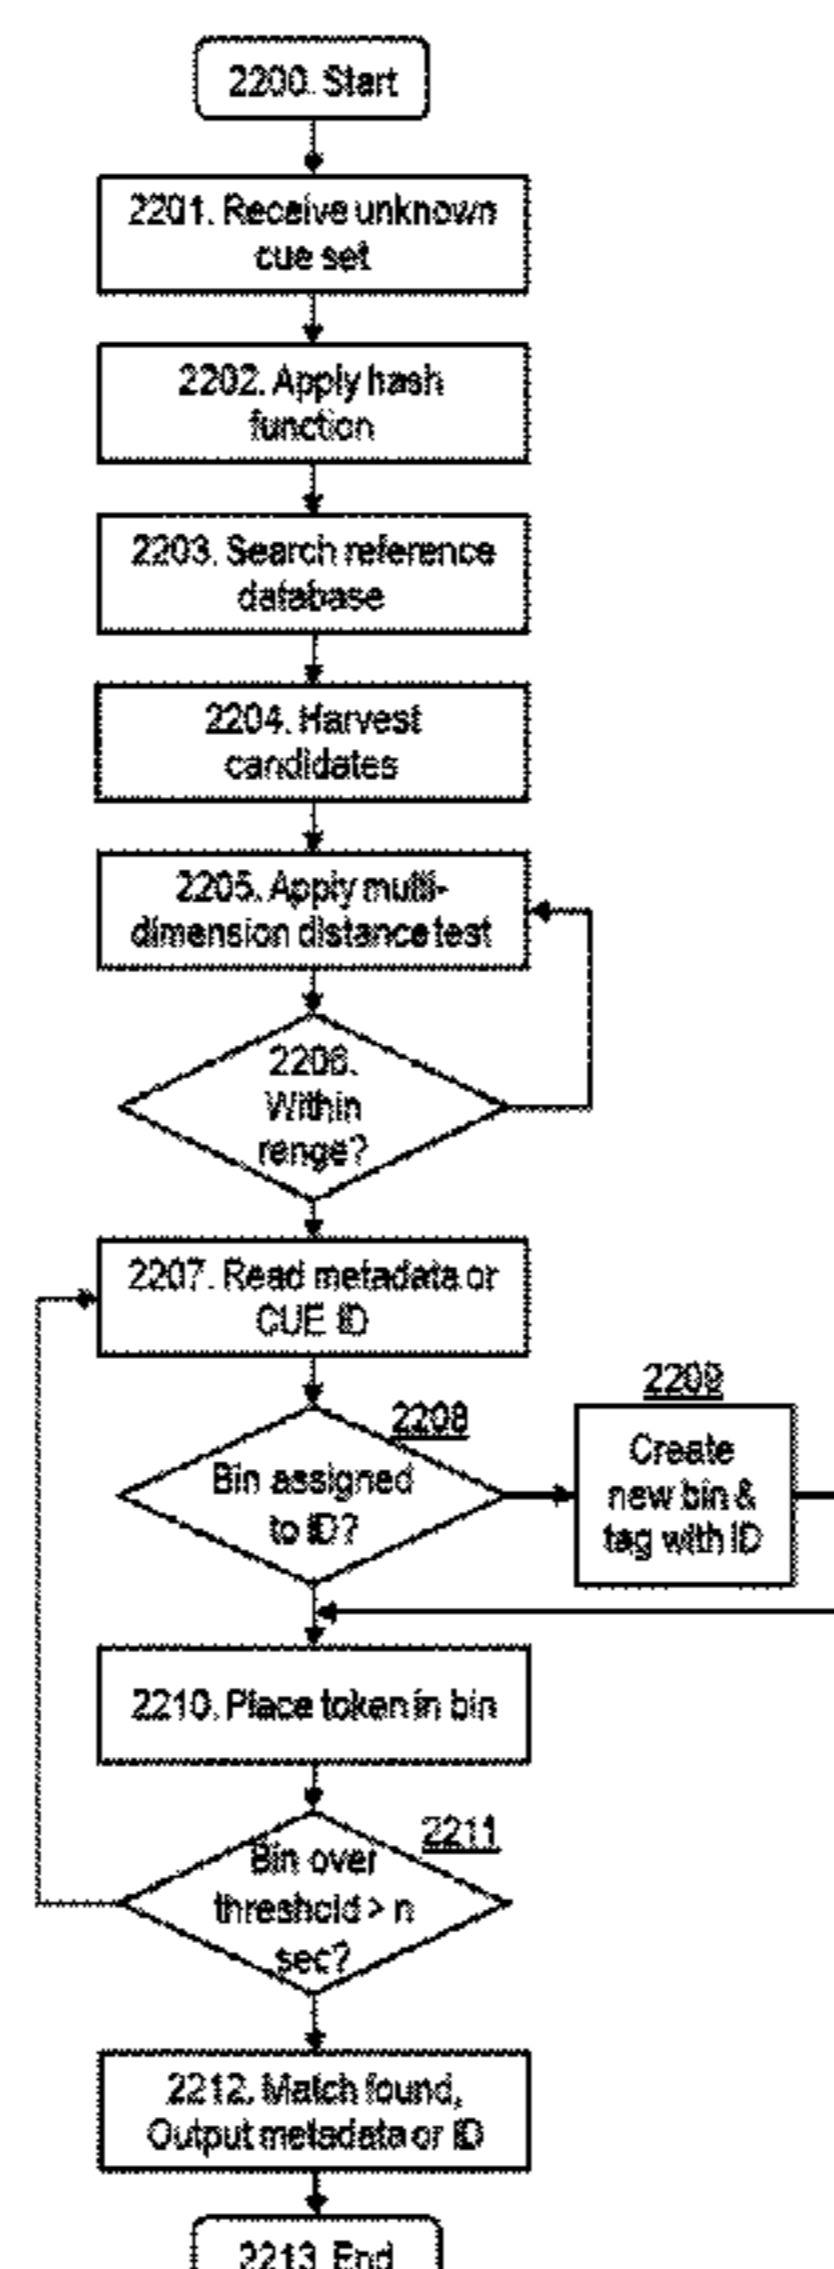 2200. Start
2201. Receive unknown
cue set
2202. Apply hash
function
2203. Search reference
database
2204. Harvest
candidates
2205. Apply multi-
dimension distance test
2206.
Within
renge?
2207. Read metadata or
CUE ID
2208
Bin assigned
to ID?
2209
Create
new bin &
tag with ID
2210. Place token in bin
2211
Bin over
threshold > n
sec?
2212. Match found,
Output metadata or ID
2213. End